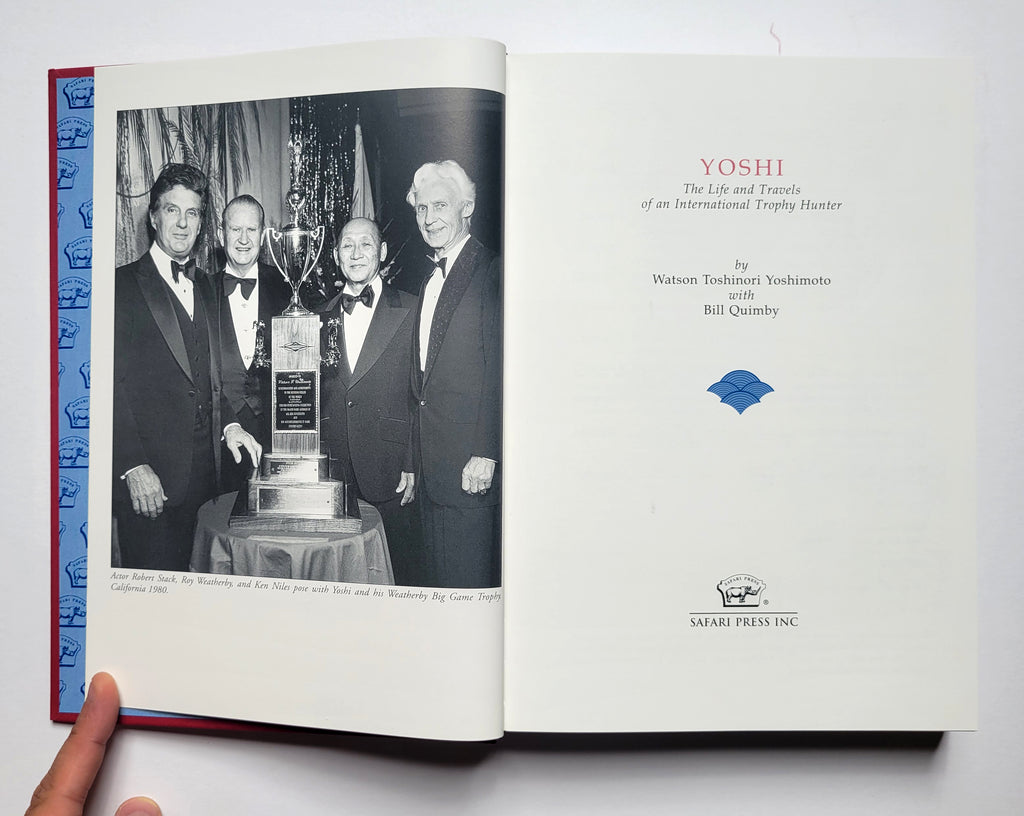 Actor Robert Stack, Roy Weatherby, and Ken Niles pose with Yoshi and his Weatherby Big Game Trophy
California 1980.
YOSHI
The Life and Travels
of an International Trophy Hunter
by
Watson Toshinori Yoshimoto
with
Bill Quimby
SAFARI PRESS
®
SAFARI PRESS INC